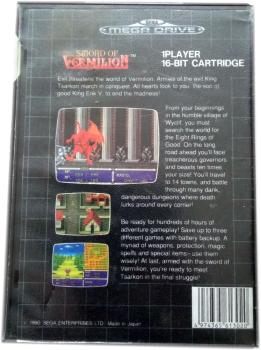 SEGA
MEGA DRIVE
SWORD OF
VERMILION
1 PLAYER
16-BIT CARTRIDGE
Evil threatens the world of Vermilion. Armies of the evil King
Tsarkon march in conquest. All hearts look to you, the son of
good King Erik V, to end the madness!
From your beginnings
in the humble village of
Wyclif, you must
search the world for
the Eight Rings of
Good. On the long
road ahead you'll face
treacherous governors
and beasts ten times
your size! You'll travel
to 14 towns, and battle
through many dark,
dangerous dungeons where death
lurks around every corner!
Be ready for hundreds of hours of
adventure gameplay! Save up to three
different games with battery backup. A
myriad of weapons, protection, magic
spells and special items - use them
wisely! At last, armed with the sword of
Vermilion, you're ready to meet
Tsarkon in the final struggle!
1990 SEGA ENTERPRISES LTD. Made in Japan